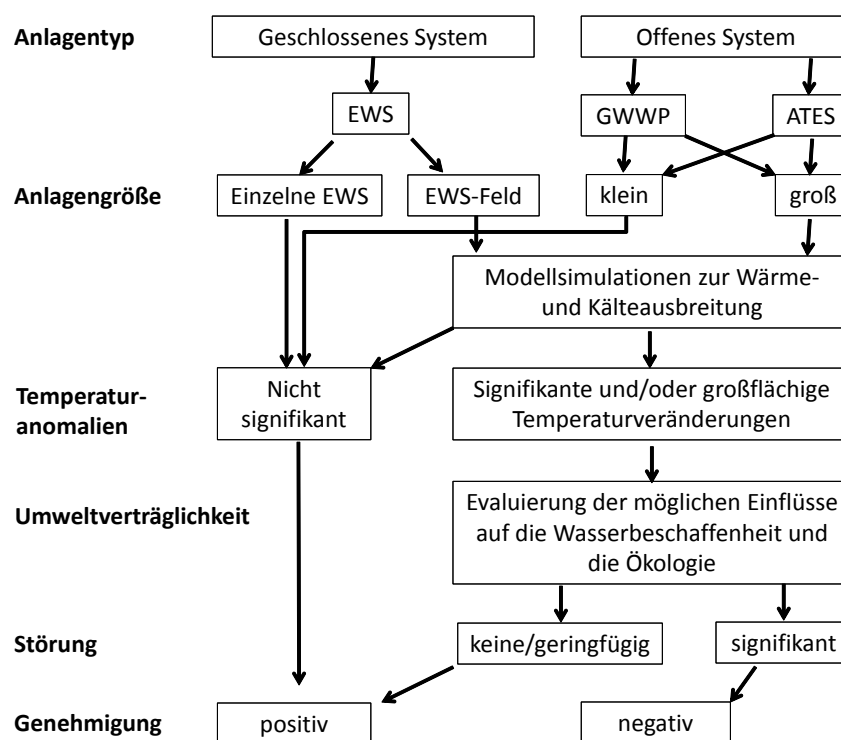 Anlagentyp
Geschlossenes System
Offenes System
EWS
GWWP
ATES
Anlagengröße
Einzelne EWS
EWS-Feld
klein
groß
Modellsimulationen zur Wärme-
und Kälteausbreitung
Temperatur-
anomalien
Nicht
signifikant
Signifikante und/oder großflächige
Temperaturveränderungen
Umweltverträglichkeit
Evaluierung der möglichen Einflüsse
auf die Wasserbeschaffenheit und
die Ökologie
Störung
keine/geringfügig
signifikant
Genehmigung
positiv
negativ